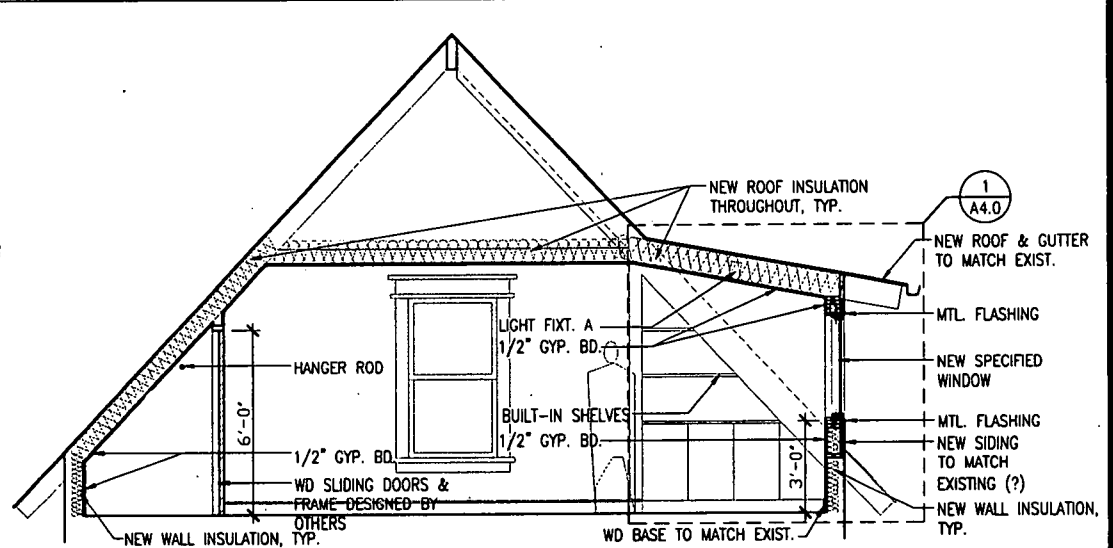 NEW ROOF INSULATION
THROUGHOUT, TYP.
1
A4.0
NEW ROOF & GUTTER
TO MATCH EXIST.
LIGHT FIXT. A
1/2" GYP. BD.
MTL. FLASHING
HANGER ROD
NEW SPECIFIED
WINDOW
6'-0"
BUILT-IN SHELVES
1/2" GYP. BD.
MTL. FLASHING
NEW SIDING
TO MATCH
EXISTING (?)
1/2" GYP. BD.
3'-0"
WD SLIDING DOORS &
FRAME DESIGNED BY
OTHERS
NEW WALL INSULATION,
TYP.
NEW WALL INSULATION, TYP.
WD BASE TO MATCH EXIST.